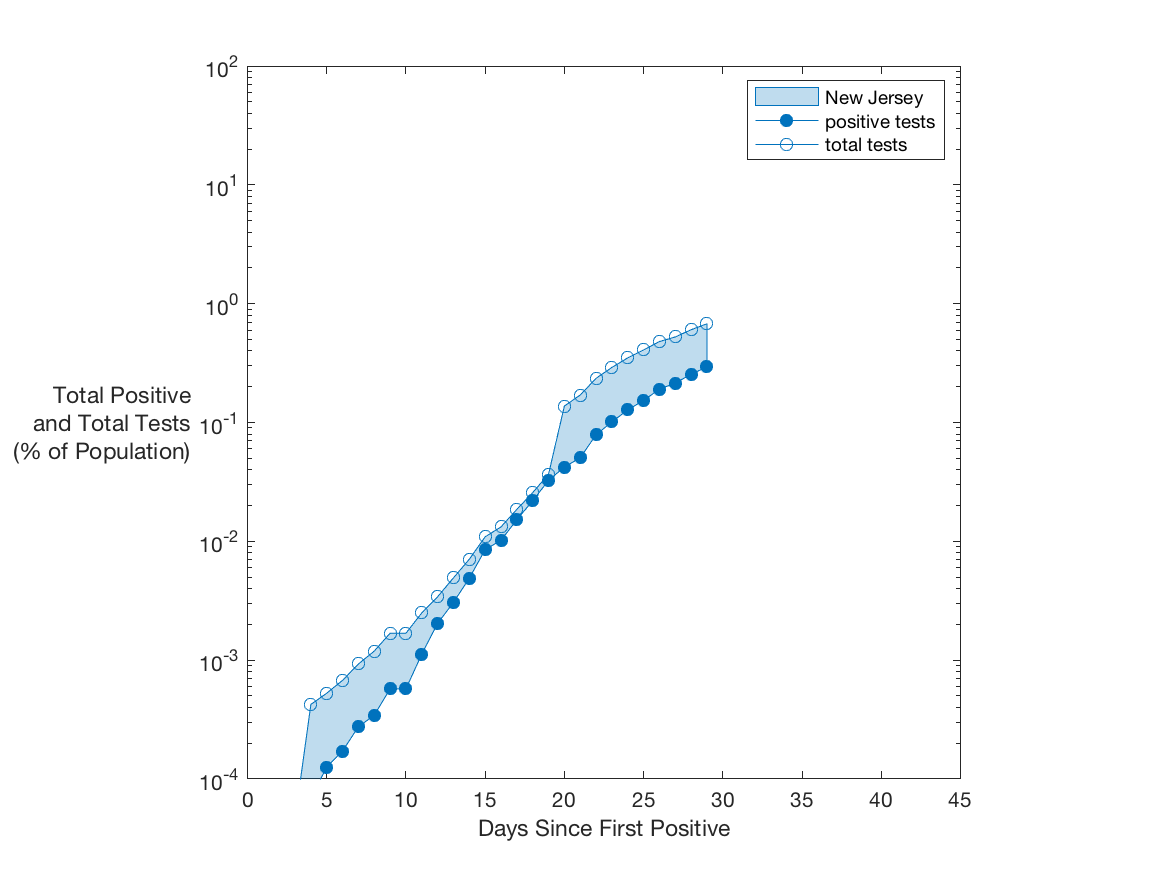 10^2
10^1
10^0
10^-1
10^-2
10^-3
10^-4
Total Positive
and Total Tests
(% of Population)
New Jersey
positive tests
total tests
0 5 10 15 20 25 30 35 40 45
Days Since First Positive